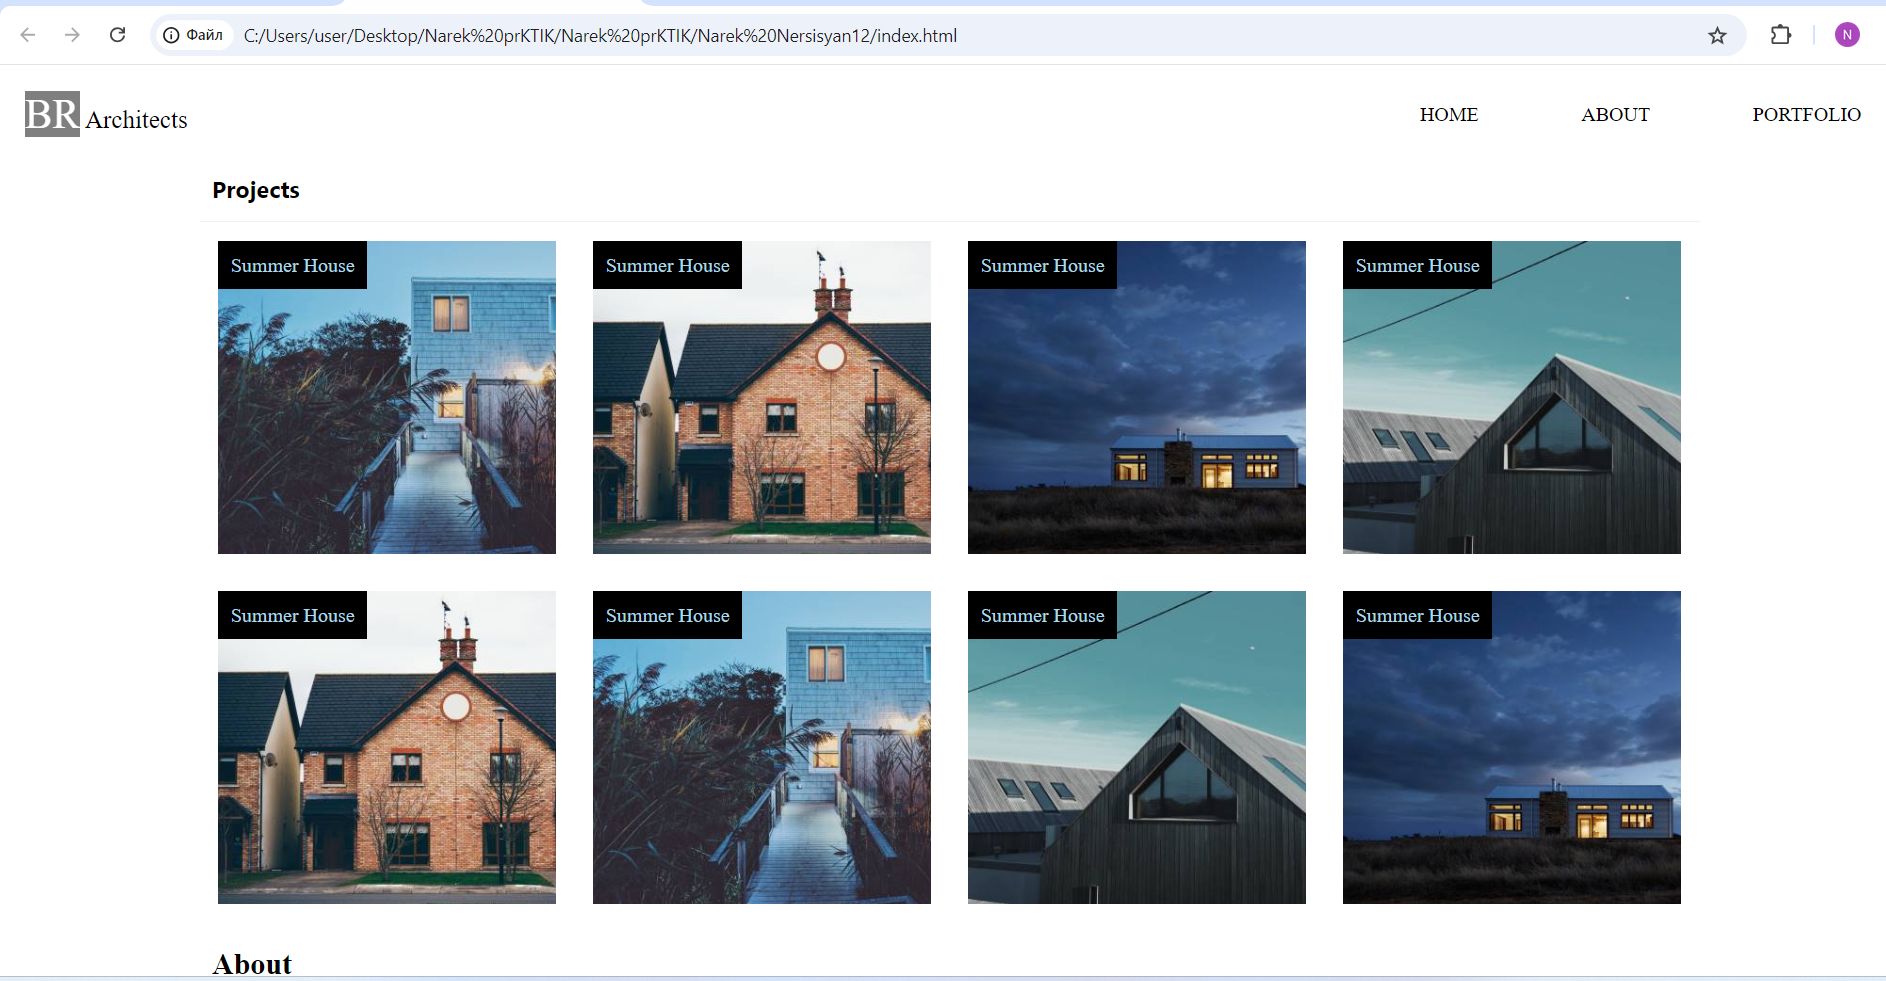 Файл C:/Users/user/Desktop/Narek%20prKTIK/Narek%20prKTIK/Narek%20Nersisyan12/index.html N
BR Architects HOME ABOUT PORTFOLIO
Projects
Summer House Summer House Summer House Summer House
Summer House Summer House Summer House Summer House
About